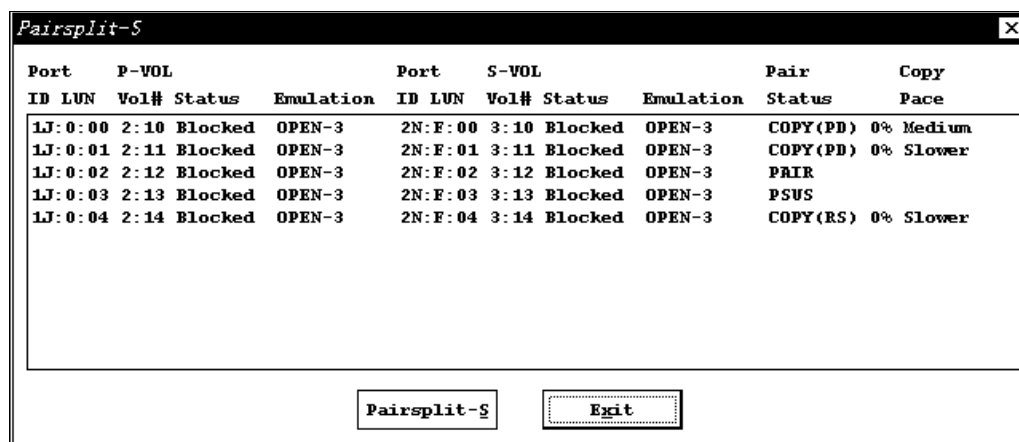 Pairsplit-S
Port P-VOL Port S-VOL Pair Copy
ID LUN Vol# Status Emulation ID LUN Vol# Status Emulation Status Pace
1J:0:00 2:10 Blocked OPEN-3 2N:F:00 3:10 Blocked OPEN-3 COPY(PD) 0% Medium
1J:0:01 2:11 Blocked OPEN-3 2N:F:01 3:11 Blocked OPEN-3 COPY(PD) 0% Slower
1J:0:02 2:12 Blocked OPEN-3 2N:F:02 3:12 Blocked OPEN-3 PAIR
1J:0:03 2:13 Blocked OPEN-3 2N:F:03 3:13 Blocked OPEN-3 PSUS
1J:0:04 2:14 Blocked OPEN-3 2N:F:04 3:14 Blocked OPEN-3 COPY(RS) 0% Slower
Pairsplit-S Exit